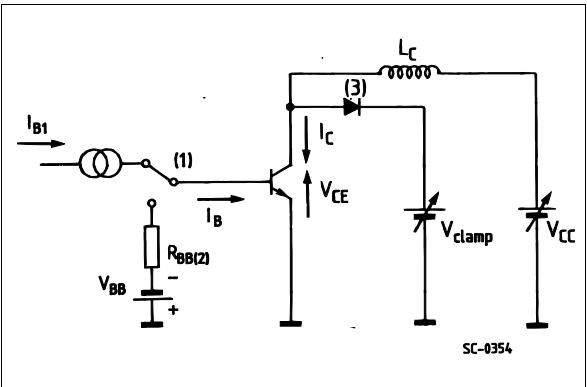 L_C
(3)
I_B1
(1)
I_C
V_CE
I_B
V_clamp
V_CC
R_BB(2)
V_BB
−
+
SC-0354